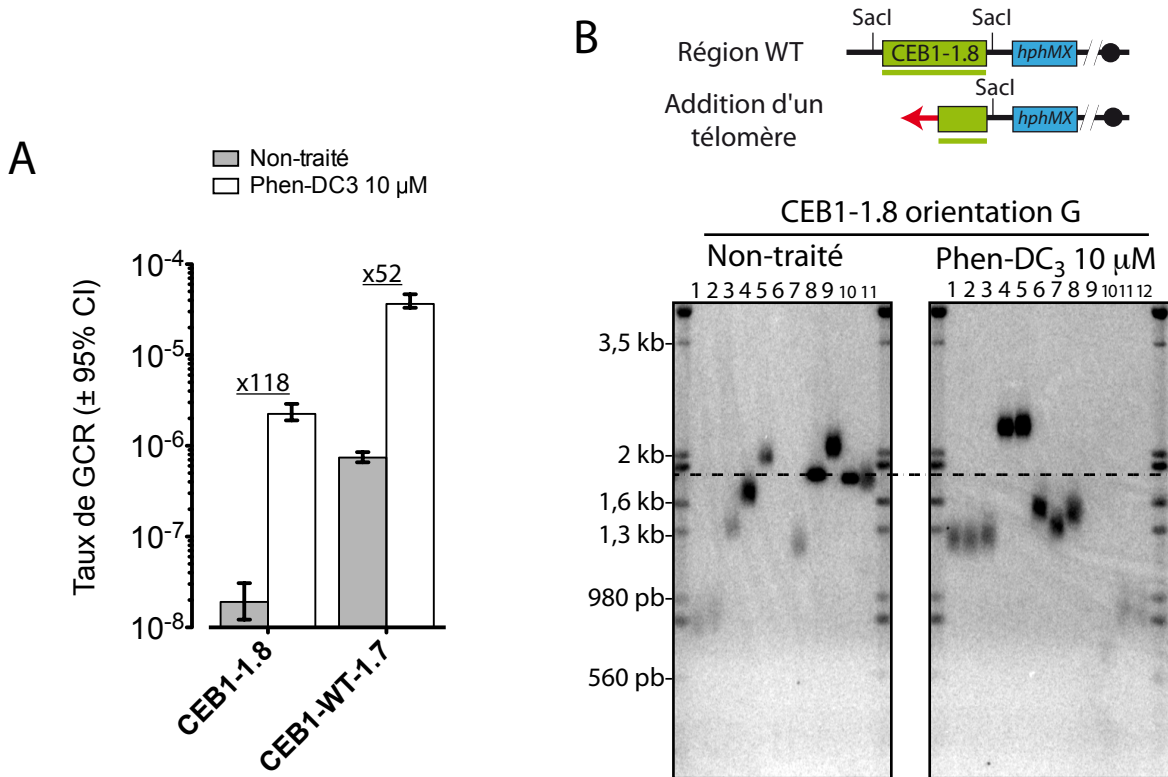 A
Non-traité
Phen-DC3 10 µM
Taux de GCR (± 95% CI)
10-4
10-5
10-6
10-7
10-8
x118
x52
CEB1-1.8
CEB1-WT-1.7
B
SacI SacI
Région WT CEB1-1.8 hphMX
SacI
Addition d'un
télomère
hphMX
CEB1-1.8 orientation G
Non-traité Phen-DC3 10 µM
1 2 3 4 5 6 7 8 9 10 11 1 2 3 4 5 6 7 8 9 10 11 12
3,5 kb-
2 kb-
1,6 kb-
1,3 kb-
980 pb-
560 pb-